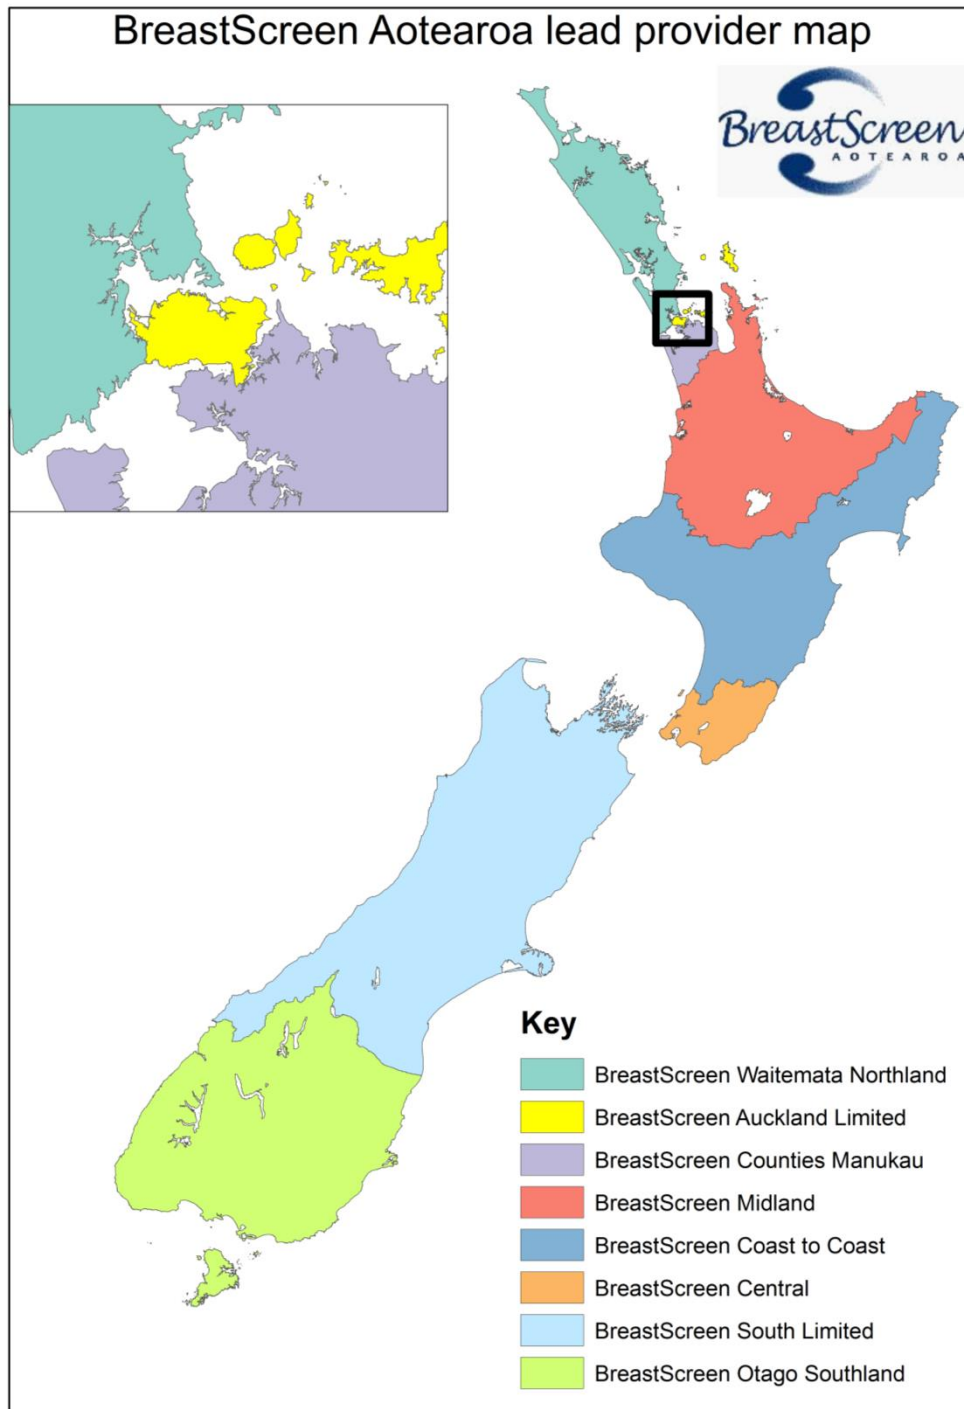 BreastScreen Aotearoa lead provider map
BreastScreen
AOTEAROA
Key
BreastScreen Waitemata Northland
BreastScreen Auckland Limited
BreastScreen Counties Manukau
BreastScreen Midland
BreastScreen Coast to Coast
BreastScreen Central
BreastScreen South Limited
BreastScreen Otago Southland